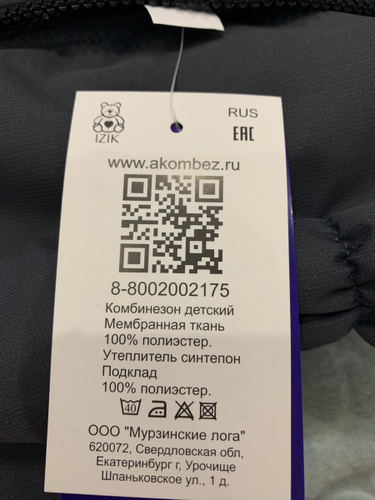 IZIK
RUS
EAC
www.akombez.ru
8-8002002175
Комбинезон детский
Мембранная ткань
100% полиэстер.
Утеплитель синтепон
Подклад
100% полиэстер.
40
ООО "Мурзинские лога"
620072, Свердловская обл,
Екатеринбург г, Урочище
Шпаньковское ул., 1 д.